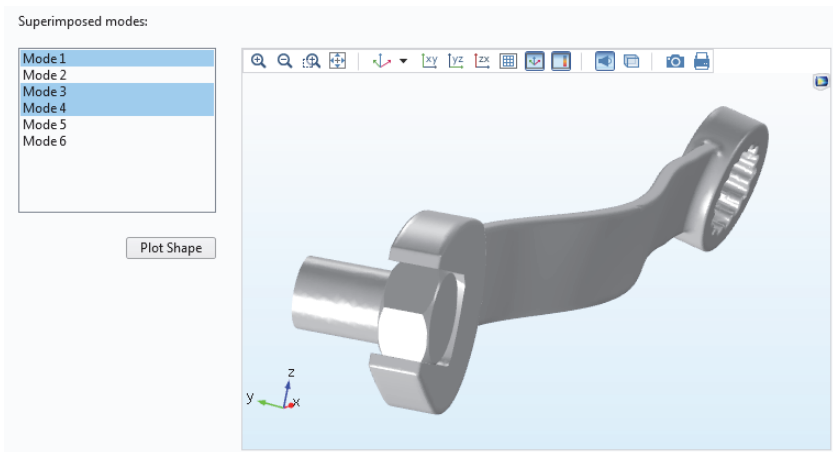 Superimposed modes:
Mode 1
Mode 2
Mode 3
Mode 4
Mode 5
Mode 6
Plot Shape
xy yz zx
z
y x